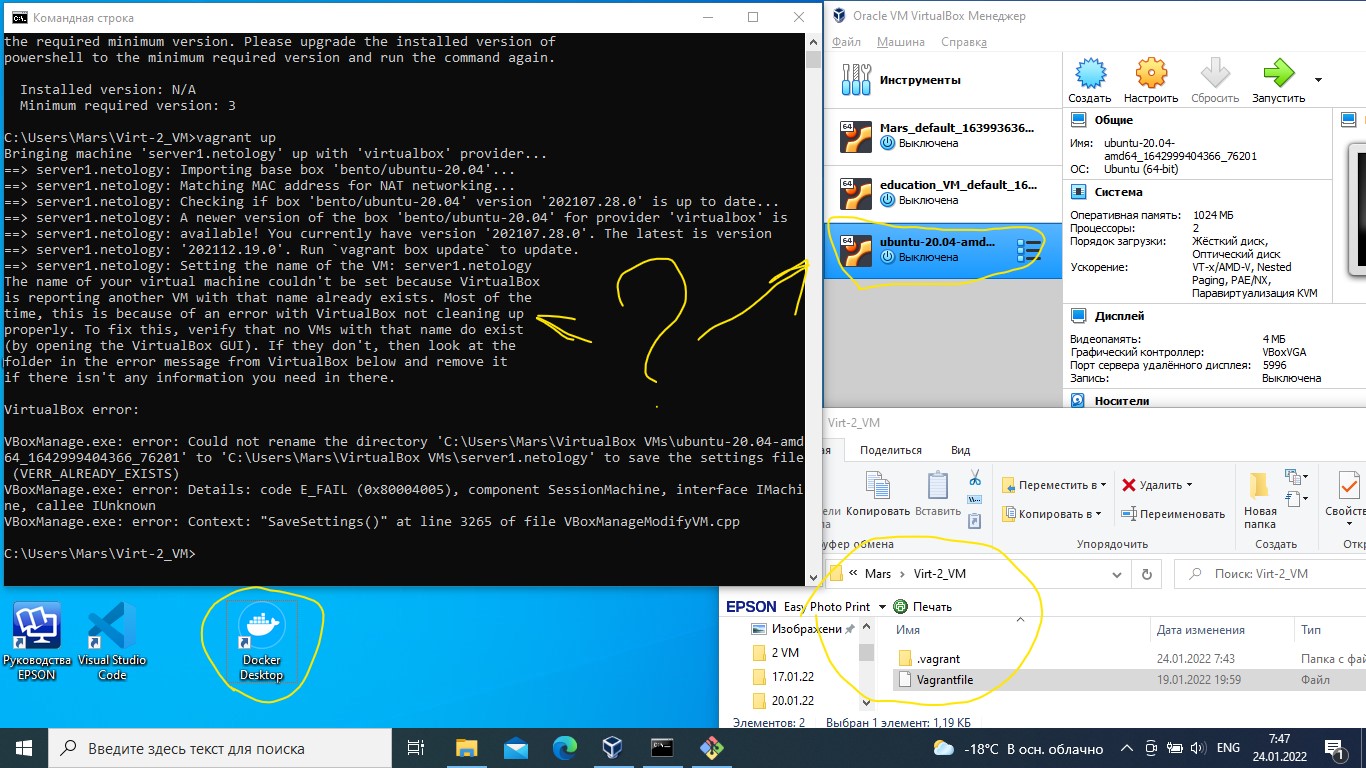 Командная строка
the required minimum version. Please upgrade the installed version of
powershell to the minimum required version and run the command again.
Installed version: N/A
Minimum required version: 3
C:\Users\Mars\Virt-2_VM>vagrant up
Bringing machine 'server1.netology' up with 'virtualbox' provider...
==> server1.netology: Importing base box 'bento/ubuntu-20.04'...
==> server1.netology: Matching MAC address for NAT networking...
==> server1.netology: Checking if box 'bento/ubuntu-20.04' version '202107.28.0' is up to date...
==> server1.netology: A newer version of the box 'bento/ubuntu-20.04' for provider 'virtualbox' is
==> server1.netology: available! You currently have version '202107.28.0'. The latest is version
==> server1.netology: '202112.19.0'. Run `vagrant box update` to update.
==> server1.netology: Setting the name of the VM: server1.netology
The name of your virtual machine couldn't be set because VirtualBox
is reporting another VM with that name already exists. Most of the
time, this is because of an error with VirtualBox not cleaning up
properly. To fix this, verify that no VMs with that name do exist
(by opening the VirtualBox GUI). If they don't, then look at the
folder in the error message from VirtualBox below and remove it
if there isn't any information you need in there.
VirtualBox error:
VBoxManage.exe: error: Could not rename the directory 'C:\Users\Mars\VirtualBox VMs\ubuntu-20.04-amd
64_1642999404366_76201' to 'C:\Users\Mars\VirtualBox VMs\server1.netology' to save the settings file
(VERR_ALREADY_EXISTS)
VBoxManage.exe: error: Details: code E_FAIL (0x80004005), component SessionMachine, interface IMachi
ne, callee IUnknown
VBoxManage.exe: error: Context: "SaveSettings()" at line 3265 of file VBoxManageModifyVM.cpp
C:\Users\Mars\Virt-2_VM>
?
Oracle VM VirtualBox Менеджер
Файл Машина Справка
Инструменты
Создать Настроить Сбросить Запустить
64 Mars_default_163993636...
Выключена
64 education_VM_default_16...
Выключена
64 ubuntu-20.04-amd...
Выключена
Общие
Имя: ubuntu-20.04-
amd64_1642999404366_76201
ОС: Ubuntu (64-bit)
Система
Оперативная память: 1024 МБ
Процессоры: 2
Порядок загрузки: Жёсткий диск,
Оптический диск
Ускорение: VT-x/AMD-V, Nested
Paging, PAE/NX,
Паравиртуализация KVM
Дисплей
Видеопамять: 4 МБ
Графический контроллер: VBoxVGA
Порт сервера удалённого дисплея: 5996
Запись: Выключена
Носители
Virt-2_VM
ая Поделиться Вид
Копировать Вставить
Переместить в Удалить
Копировать в Переименовать
Новая
папка
Свойств
уфер обмена Упорядочить Создать Откр
« Mars › Virt-2_VM Поиск: Virt-2_VM
EPSON Easy Photo Print Печать
Изображени
2 VM
17.01.22
20.01.22
Имя Дата изменения Тип
.vagrant 24.01.2022 7:43 Папка с фай
Vagrantfile 19.01.2022 19:59 Файл
Элементов: 2 Выбран 1 элемент: 1,19 КБ
Руководства
EPSON
Visual Studio
Code
Docker
Desktop
Введите здесь текст для поиска
-18°C В осн. облачно
ENG
7:47
24.01.2022
1